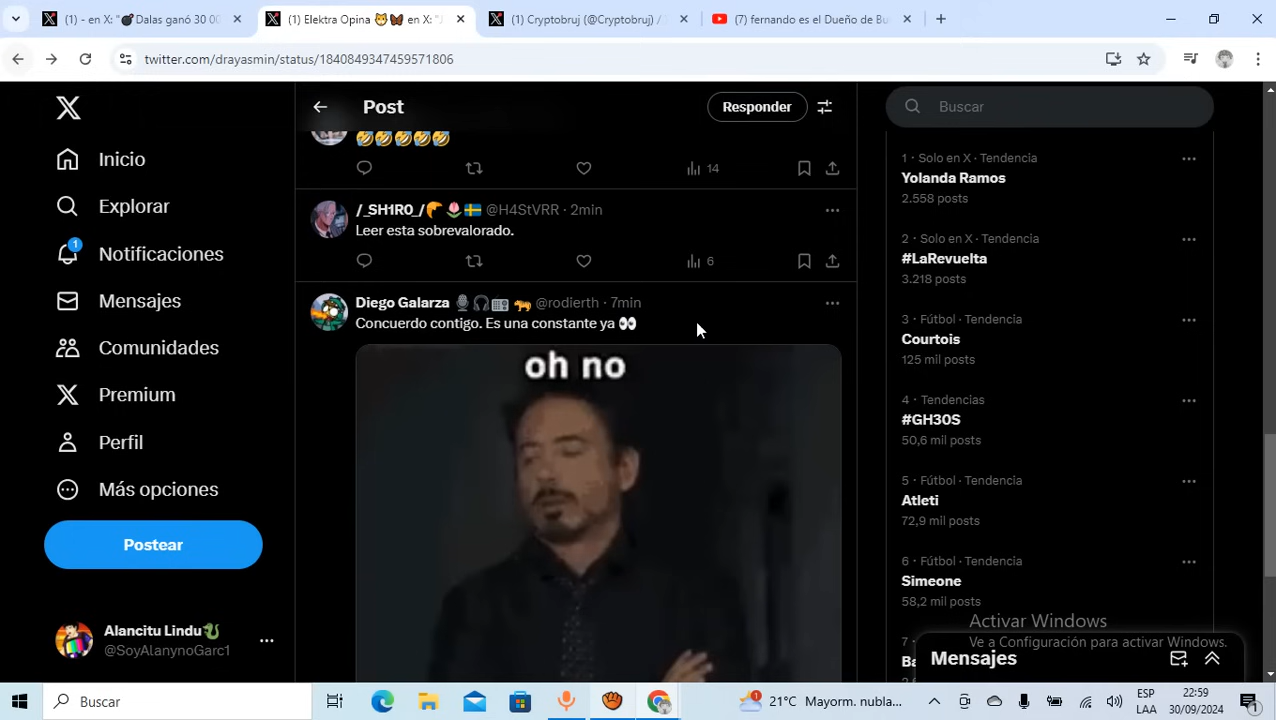 (1) - en X: "💣Dalas ganó 30 00
(1) Elektra Opina 🐯🦋 en X: "
(1) Cryptobruj (@Cryptobruj) /
(7) fernando es el Dueño de Bu
twitter.com/drayasmin/status/1840849347459571806
Inicio
Explorar
1
Notificaciones
Mensajes
Comunidades
Premium
Perfil
Más opciones
Postear
Alancitu Lindu🐍
@SoyAlanynoGarc1
Post
Responder
🤣🤣🤣🤣🤣
14
/_SH1R0_/🥐🌷🇸🇪 @H4StVRR · 2min
Leer esta sobrevalorado.
6
Diego Galarza 🎙️🎧📻 🐆 @rodierth · 7min
Concuerdo contigo. Es una constante ya 👀
oh no
Buscar
1 · Solo en X · Tendencia
Yolanda Ramos
2.558 posts
2 · Solo en X · Tendencia
#LaRevuelta
3.218 posts
3 · Fútbol · Tendencia
Courtois
125 mil posts
4 · Tendencias
#GH30S
50,6 mil posts
5 · Fútbol · Tendencia
Atleti
72,9 mil posts
6 · Fútbol · Tendencia
Simeone
58,2 mil posts
7 ·
Ba
Activar Windows
Ve a Configuración para activar Windows.
Mensajes
Buscar
1
21°C Mayorm. nubla...
ESP
LAA
22:59
30/09/2024
1